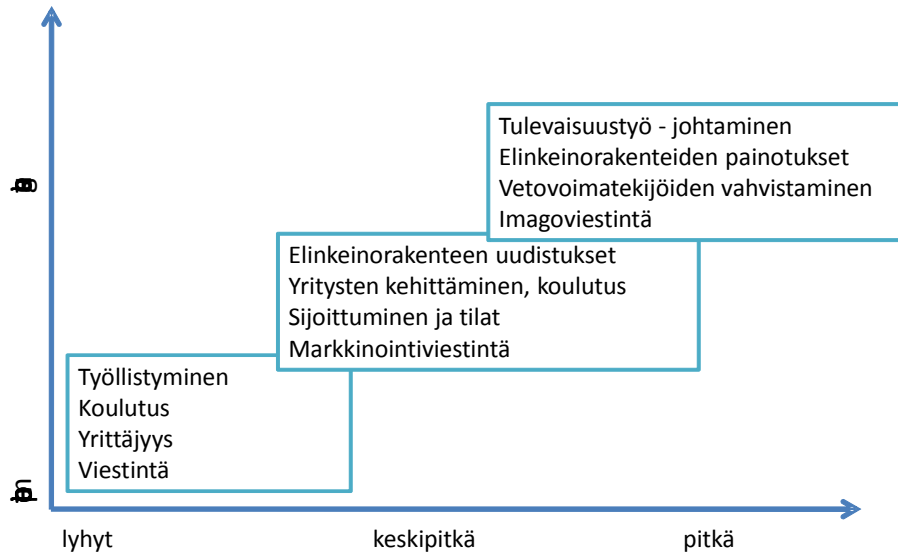 Tulevaisuustyö - johtaminen
Elinkeinorakenteiden painotukset
Vetovoimatekijöiden vahvistaminen
Imagoviestintä
Elinkeinorakenteen uudistukset
Yritysten kehittäminen, koulutus
Sijoittuminen ja tilat
Markkinointiviestintä
Työllistyminen
Koulutus
Yrittäjyys
Viestintä
lyhyt keskipitkä pitkä